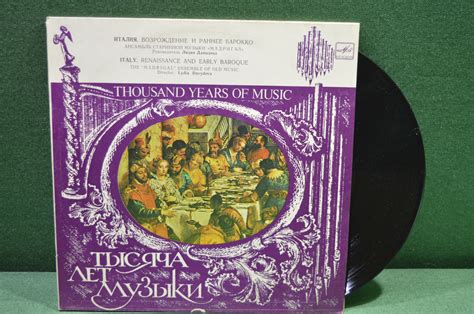 ИТАЛИЯ. ВОЗРОЖДЕНИЕ И РАННЕЕ БАРОККО
АНСАМБЛЬ СТАРИННОЙ МУЗЫКИ «МАДРИГАЛ»
Руководитель Лидия Давыдова
ITALY. RENAISSANCE AND EARLY BAROQUE
THE "MADRIGAL" ENSEMBLE OF OLD MUSIC
Director: Lidia Davydova
THOUSAND YEARS OF MUSIC
ТЫСЯЧА
ЛЕТ
МУЗЫКИ